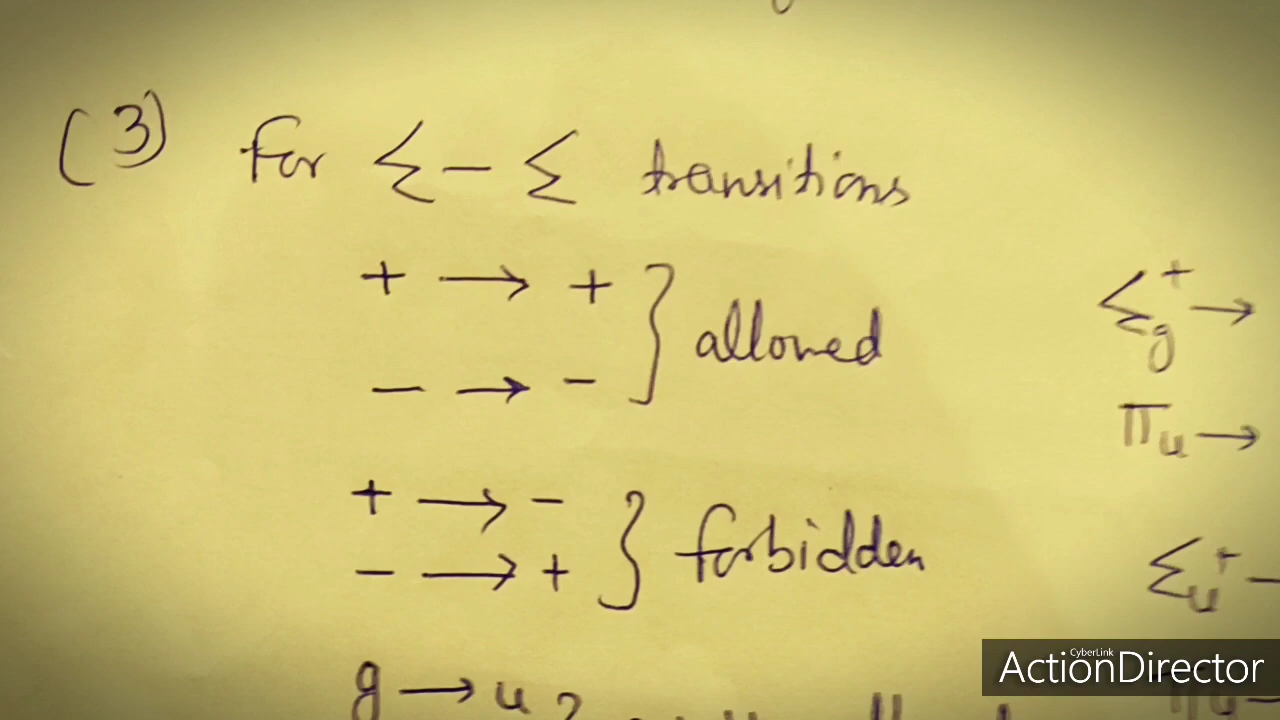 (3) For Σ – Σ transitions
+ → + } allowed
– → –
+ → – } forbidden
– → +
g → u
Σg+ →
πu →
Σu+ –
CyberLink
ActionDirector